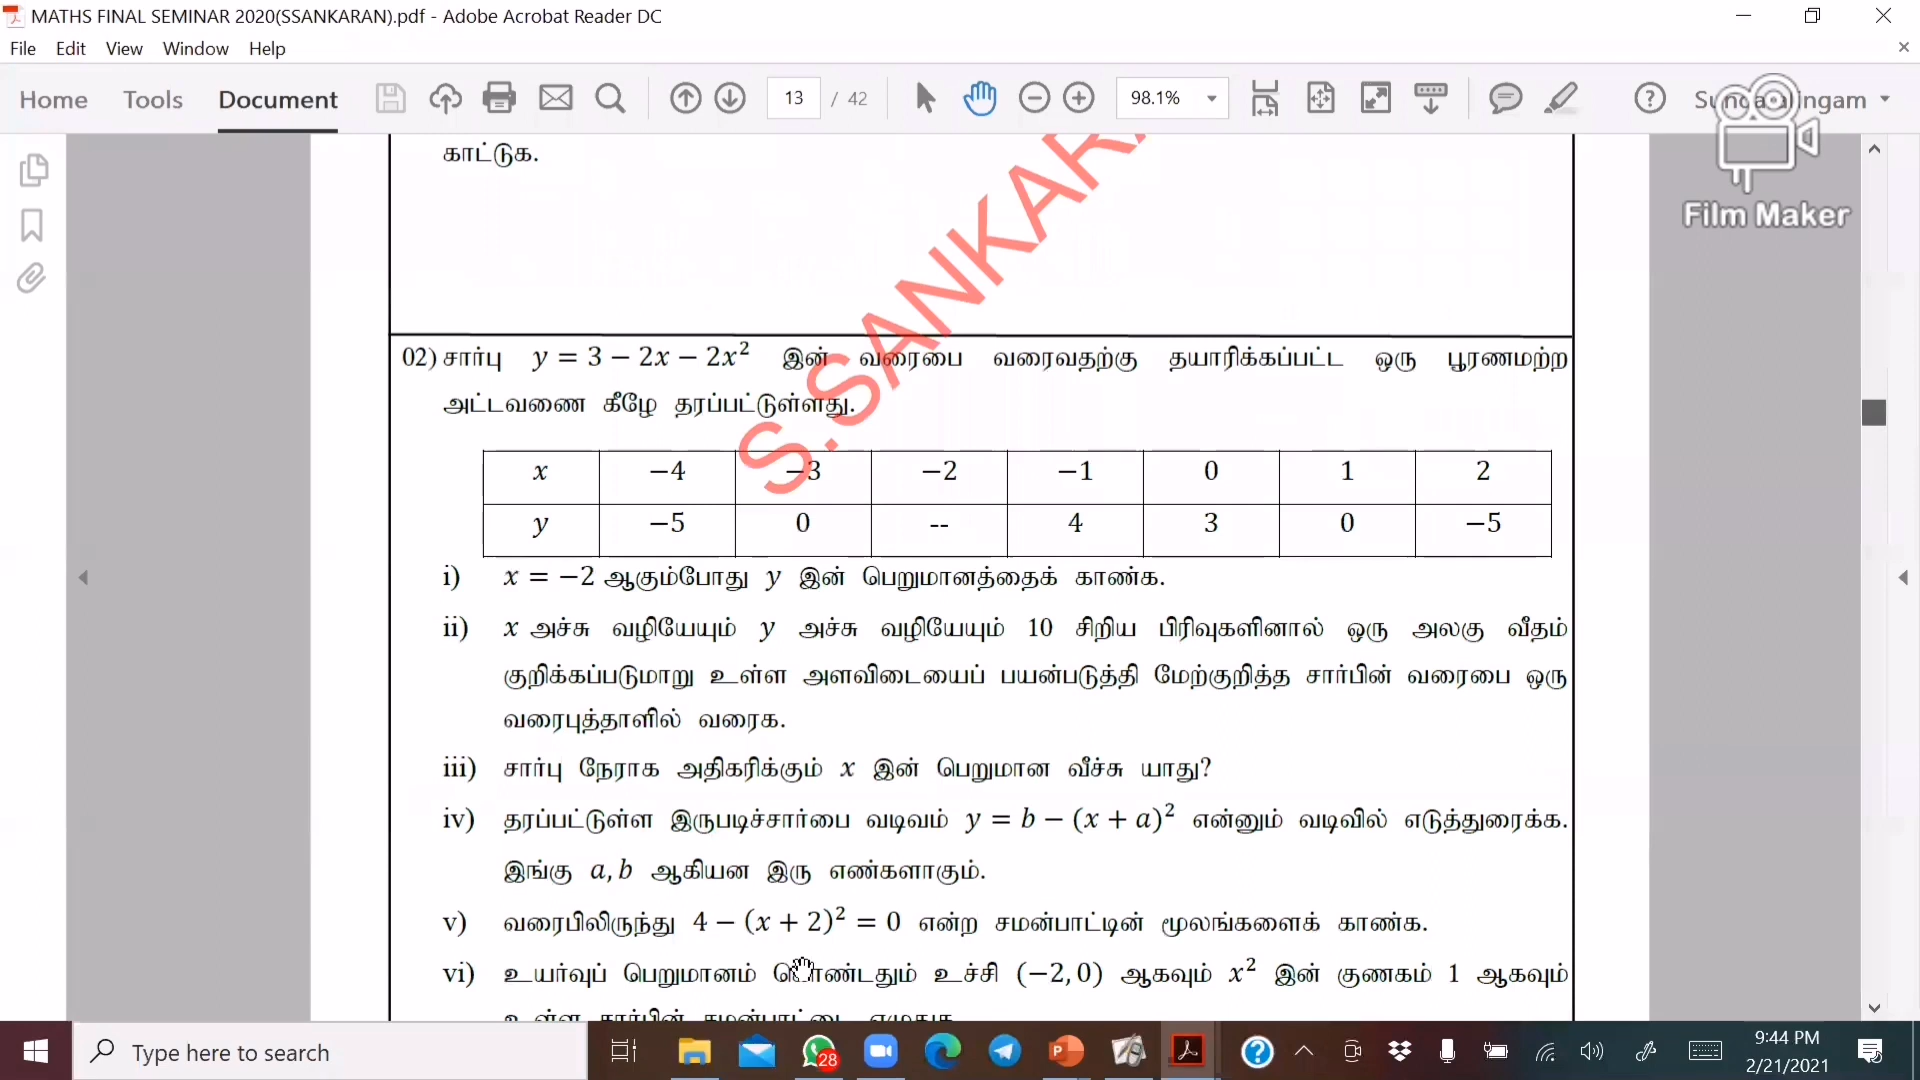 MATHS FINAL SEMINAR 2020(SSANKARAN).pdf - Adobe Acrobat Reader DC
File Edit View Window Help
Home Tools Document 13 / 42 98.1%
Film Maker
காட்டுக.
S.SANKARA
02) சார்பு y = 3 − 2x − 2x² இன் வரைபை வரைவதற்கு தயாரிக்கப்பட்ட ஒரு பூரணமற்ற
அட்டவணை கீழே தரப்பட்டுள்ளது.
x −4 −3 −2 −1 0 1 2
y −5 0 -- 4 3 0 −5
i) x = −2 ஆகும்போது y இன் பெறுமானத்தைக் காண்க.
ii) x அச்சு வழியேயும் y அச்சு வழியேயும் 10 சிறிய பிரிவுகளினால் ஒரு அலகு வீதம்
குறிக்கப்படுமாறு உள்ள அளவிடையைப் பயன்படுத்தி மேற்குறித்த சார்பின் வரைபை ஒரு
வரைபுத்தாளில் வரைக.
iii) சார்பு நேராக அதிகரிக்கும் x இன் பெறுமான வீச்சு யாது?
iv) தரப்பட்டுள்ள இருபடிச்சார்பை வடிவம் y = b − (x + a)² என்னும் வடிவில் எடுத்துரைக்க.
இங்கு a, b ஆகியன இரு எண்களாகும்.
v) வரைபிலிருந்து 4 − (x + 2)² = 0 என்ற சமன்பாட்டின் மூலங்களைக் காண்க.
vi) உயர்வுப் பெறுமானம் உச்சி (−2, 0) ஆகவும் x² இன் குணகம் 1 ஆகவும்
Type here to search
28
9:44 PM
2/21/2021